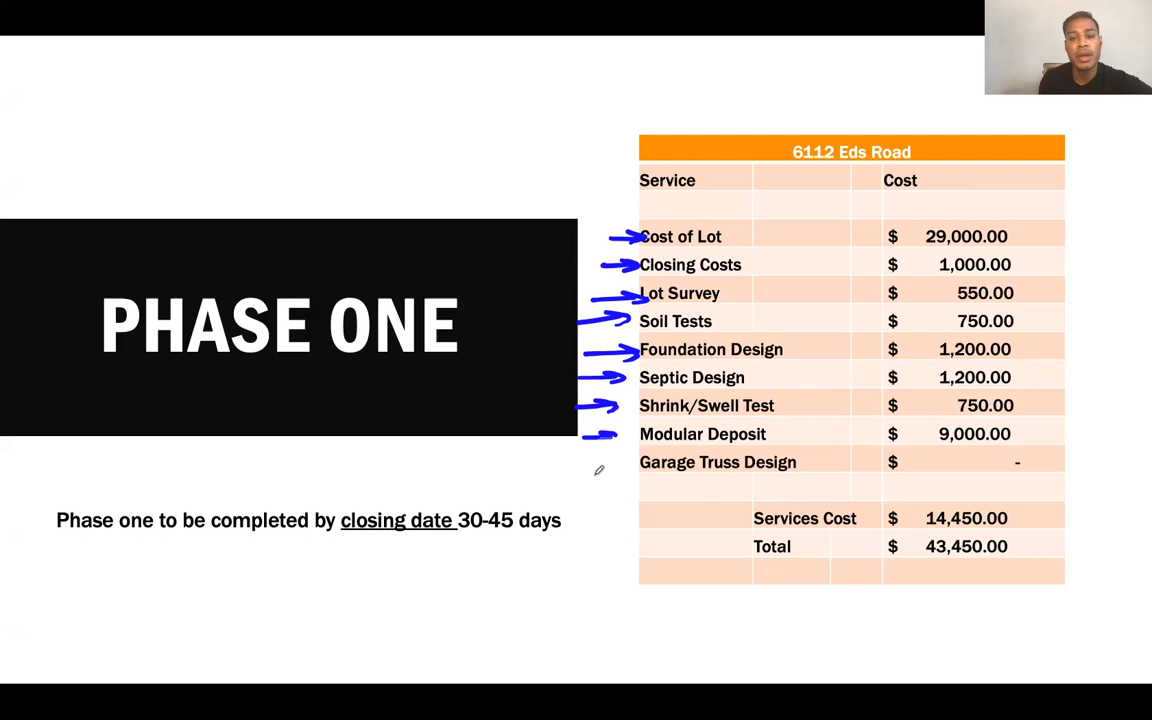 PHASE ONE
Phase one to be completed by closing date 30-45 days
6112 Eds Road
Service Cost
Cost of Lot $ 29,000.00
Closing Costs $ 1,000.00
Lot Survey $ 550.00
Soil Tests $ 750.00
Foundation Design $ 1,200.00
Septic Design $ 1,200.00
Shrink/Swell Test $ 750.00
Modular Deposit $ 9,000.00
Garage Truss Design $ -
Services Cost $ 14,450.00
Total $ 43,450.00